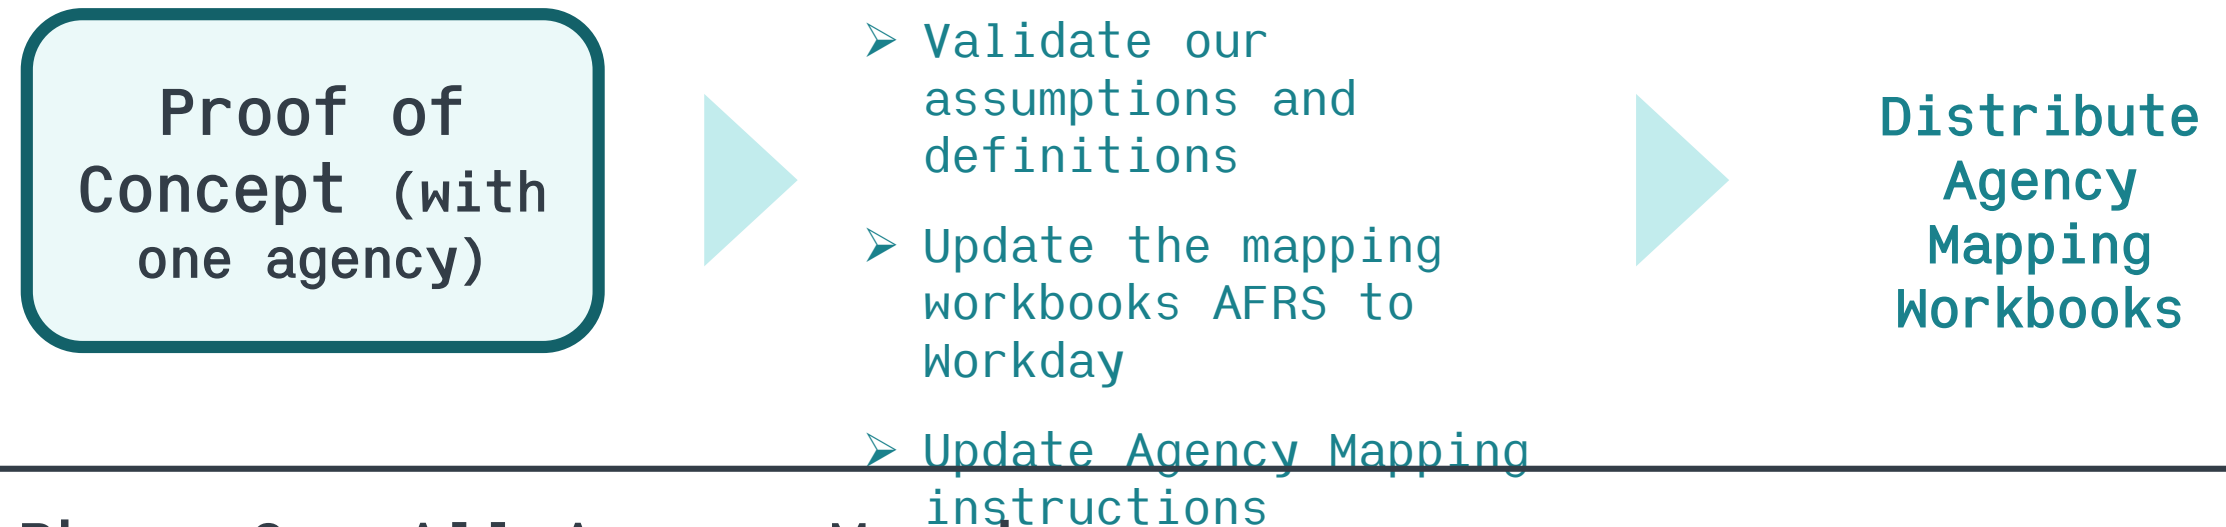 Proof of
Concept (with
one agency)
➢ Validate our
assumptions and
definitions
➢ Update the mapping
workbooks AFRS to
Workday
➢ Update Agency Mapping
instructions
Distribute
Agency
Mapping
Workbooks